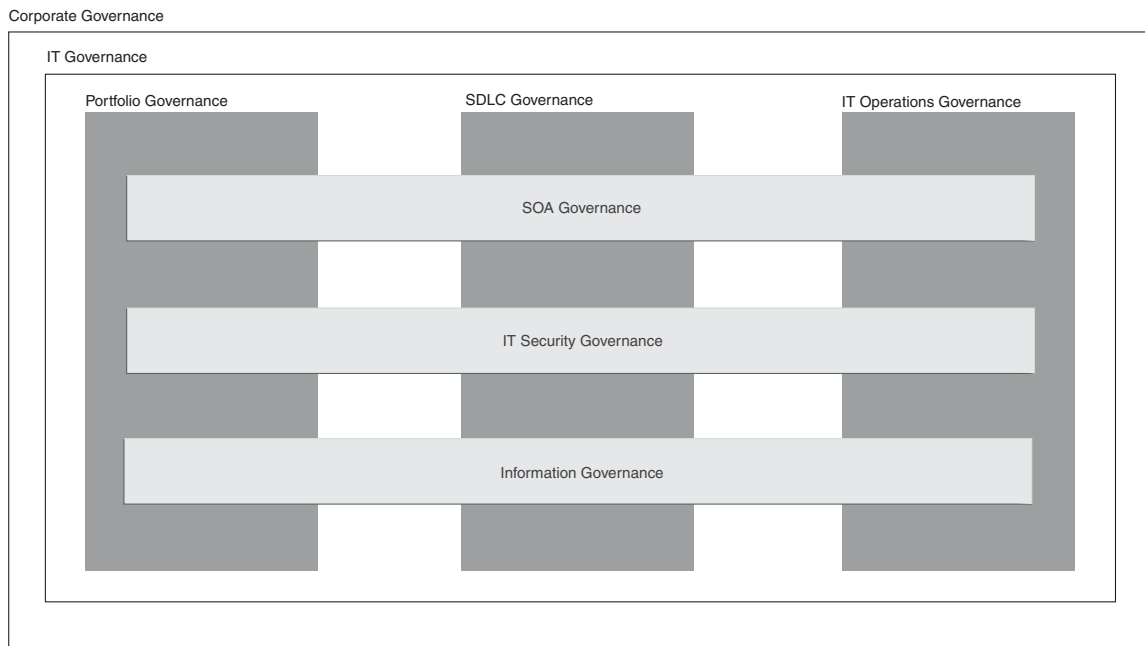 Corporate Governance
IT Governance
Portfolio Governance
SDLC Governance
IT Operations Governance
SOA Governance
IT Security Governance
Information Governance